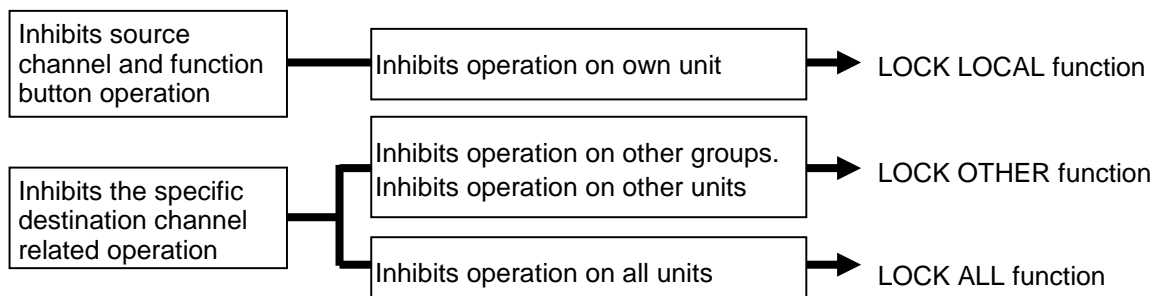 Inhibits source
channel and function
button operation
Inhibits operation on own unit
LOCK LOCAL function
Inhibits the specific
destination channel
related operation
Inhibits operation on other groups.
Inhibits operation on other units
LOCK OTHER function
Inhibits operation on all units
LOCK ALL function